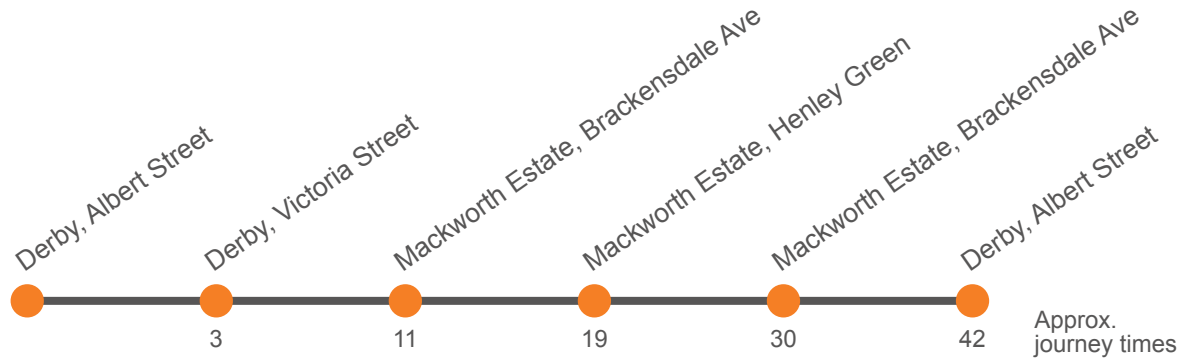 Derby, Albert Street
Derby, Victoria Street
Mackworth Estate, Brackensdale Ave
Mackworth Estate, Henley Green
Mackworth Estate, Brackensdale Ave
Derby, Albert Street
3
11
19
30
42
Approx.
journey times